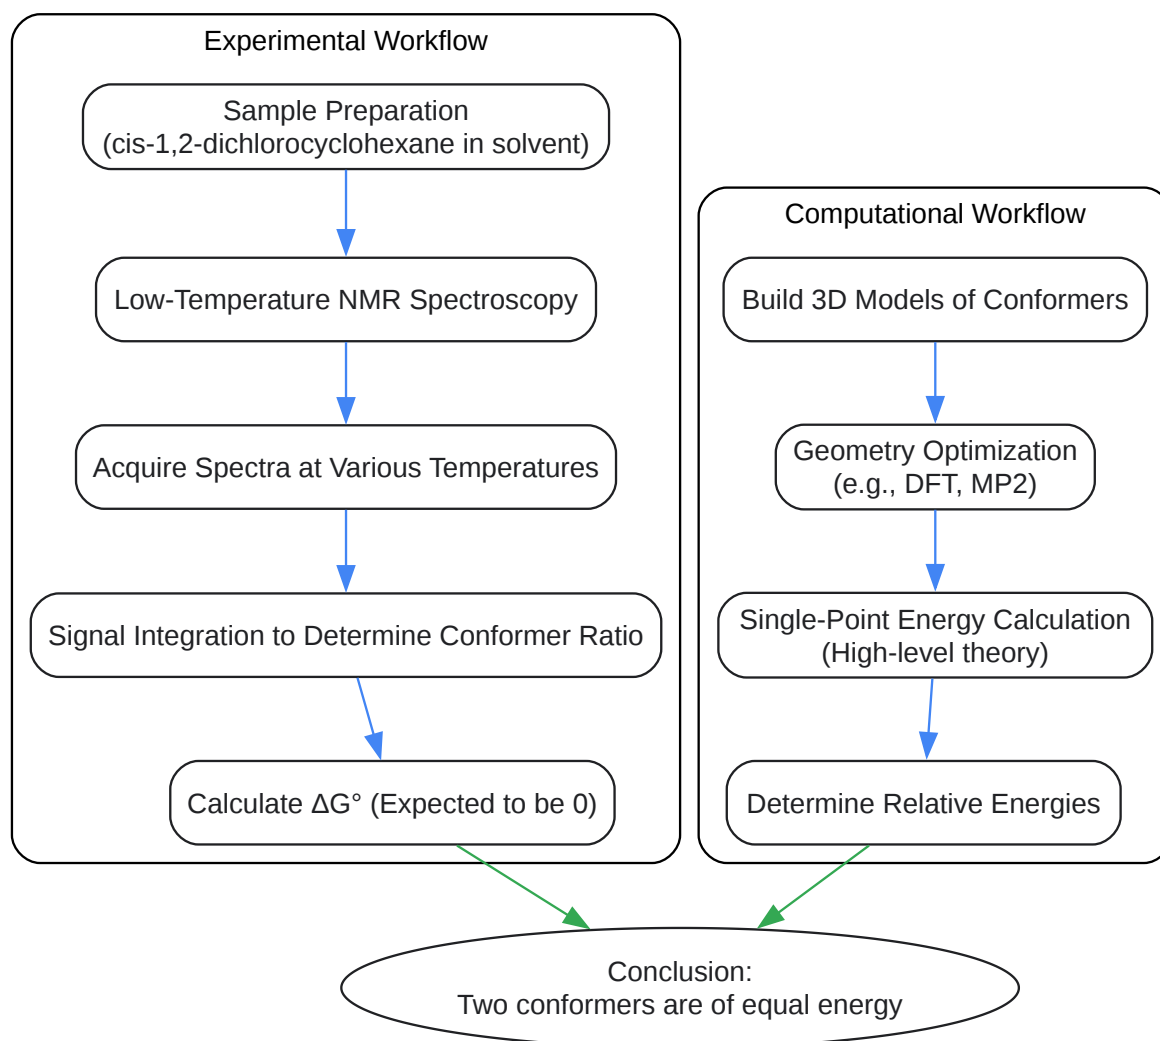 Experimental Workflow
Sample Preparation
(cis-1,2-dichlorocyclohexane in solvent)
Low-Temperature NMR Spectroscopy
Acquire Spectra at Various Temperatures
Signal Integration to Determine Conformer Ratio
Calculate ΔG° (Expected to be 0)
Computational Workflow
Build 3D Models of Conformers
Geometry Optimization
(e.g., DFT, MP2)
Single-Point Energy Calculation
(High-level theory)
Determine Relative Energies
Conclusion:
Two conformers are of equal energy